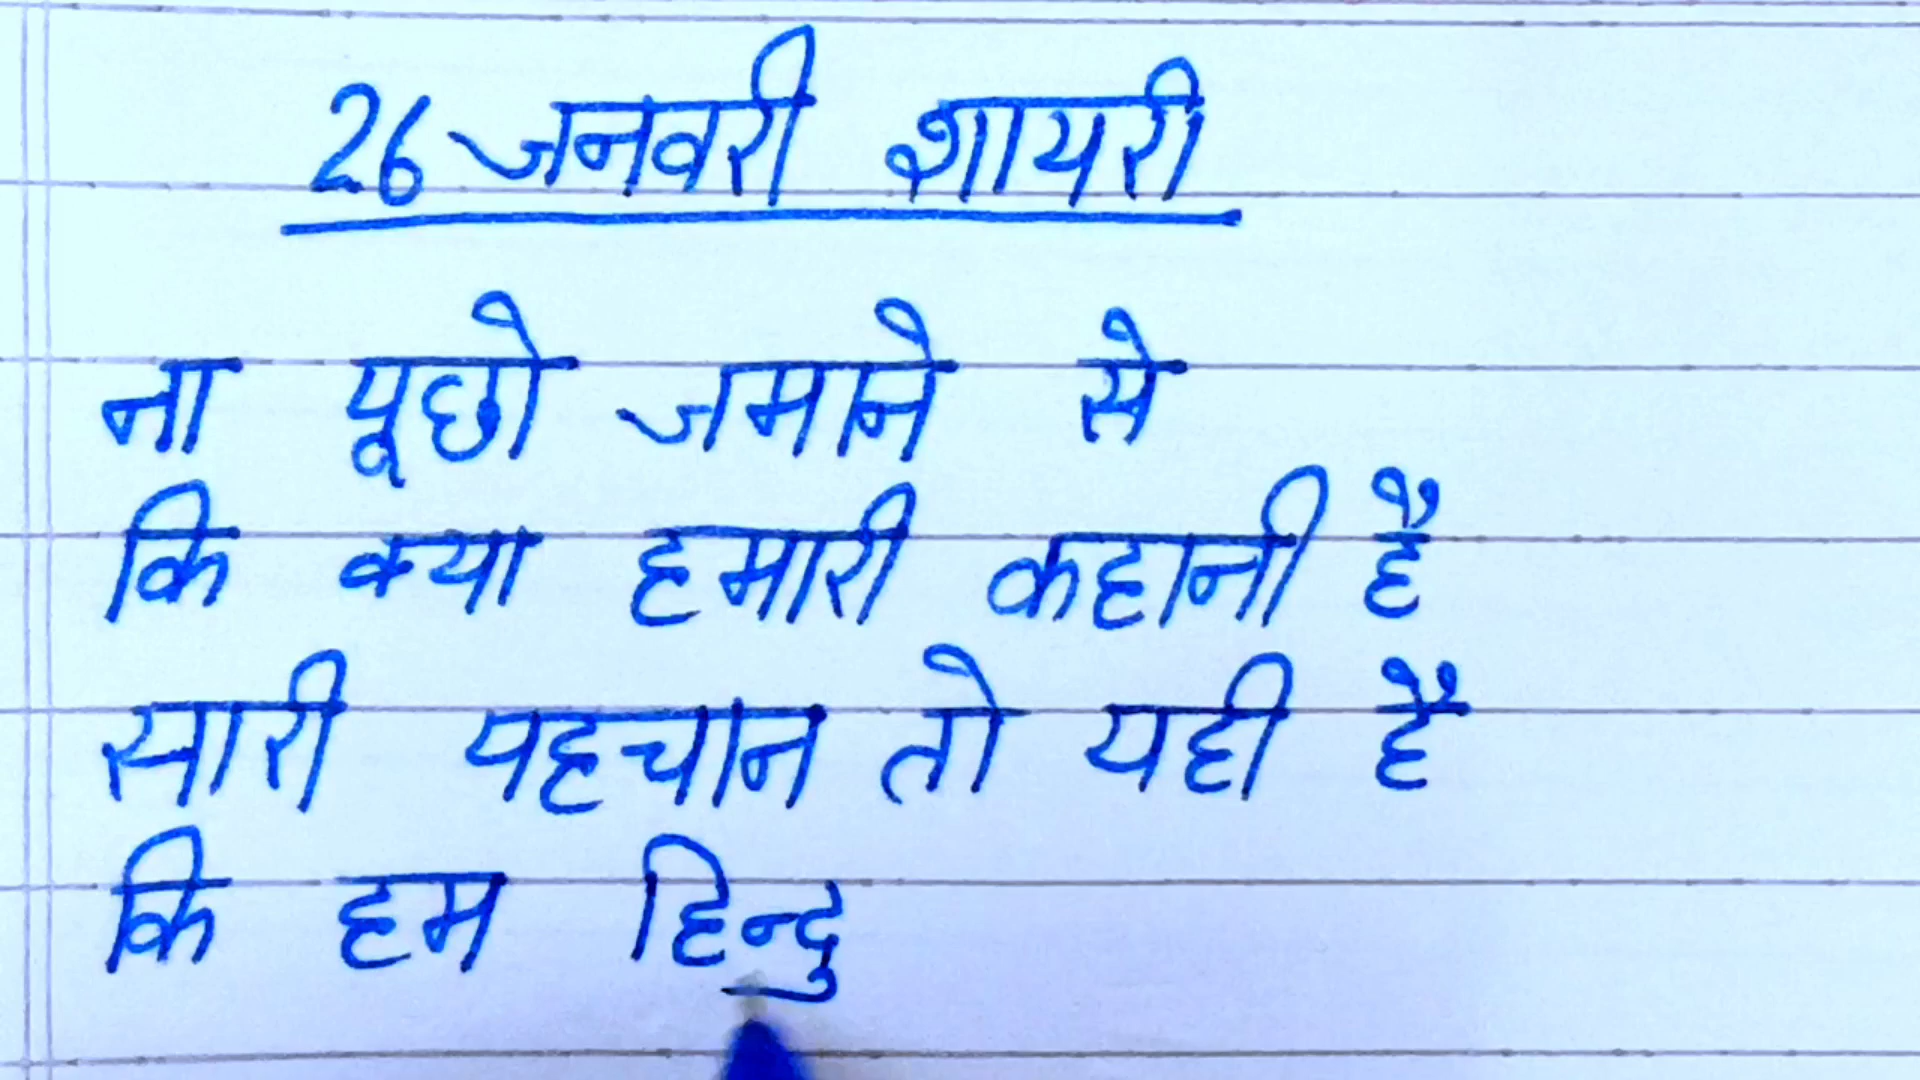 26 जनवरी शायरी
ना पूछो जमाने से
कि क्या हमारी कहानी है
सारी पहचान तो यही है
कि हम हिन्दु